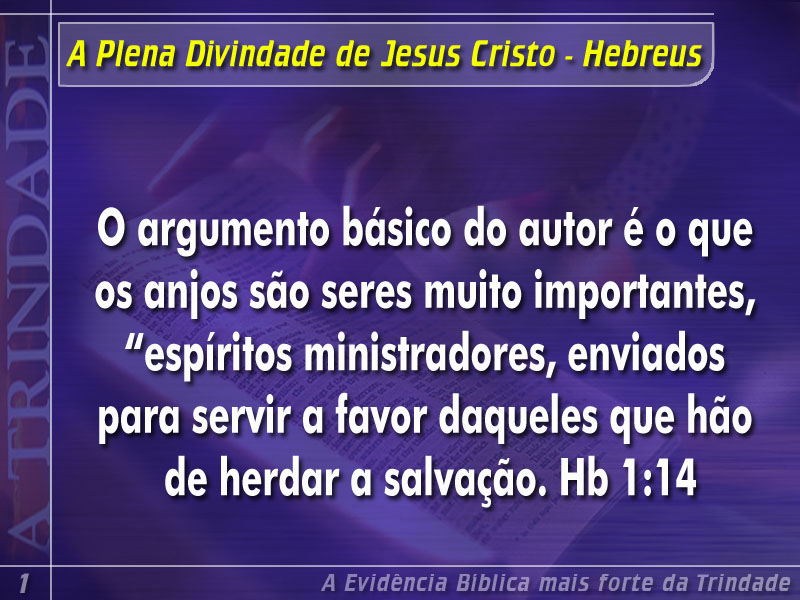 A TRINDADE
A Plena Divindade de Jesus Cristo - Hebreus
O argumento básico do autor é o que
os anjos são seres muito importantes,
“espíritos ministradores, enviados
para servir a favor daqueles que hão
de herdar a salvação. Hb 1:14
1
A Evidência Bíblica mais forte da Trindade